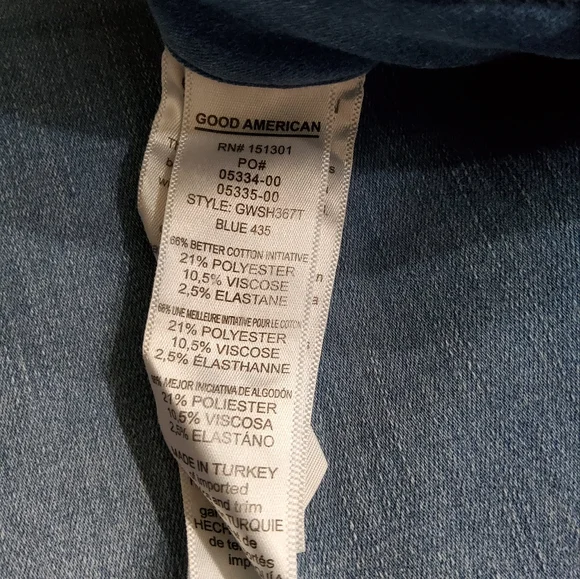 GOOD AMERICAN
RN# 151301
PO#
05334-00
05335-00
STYLE: GWSH367T
BLUE 435
66% BETTER COTTON INITIATIVE
21% POLYESTER
10,5% VISCOSE
2,5% ELASTANE
66% UNE MEILLEURE INITIATIVE POUR LE COTON
21% POLYESTER
10,5% VISCOSE
2,5% ÉLASTHANNE
MEJOR INICIATIVA DE ALGODÓN
21% POLIESTER
10,5% VISCOSA
2,5% ELASTÁNO
MADE IN TURKEY
of imported
and trim
TURQUIE
de